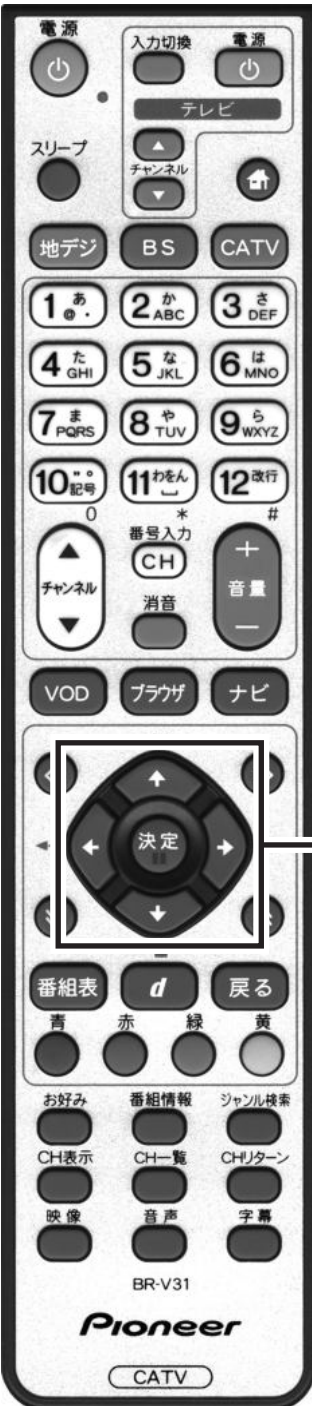 電源
入力切換 電源
テレビ
スリープ
チャンネル
地デジ BS CATV
1 あ @. 2 か ABC 3 さ DEF
4 た GHI 5 な JKL 6 は MNO
7 ま PQRS 8 や TUV 9 ら WXYZ
10 ゛゜ 記号 11 わをん 12 改行
0 * #
番号入力
チャンネル CH + 音量 −
消音
VOD ブラウザ ナビ
決定
番組表 d 戻る
青 赤 緑 黄
お好み 番組情報 ジャンル検索
CH表示 CH一覧 CHリターン
映像 音声 字幕
BR-V31
Pioneer
CATV